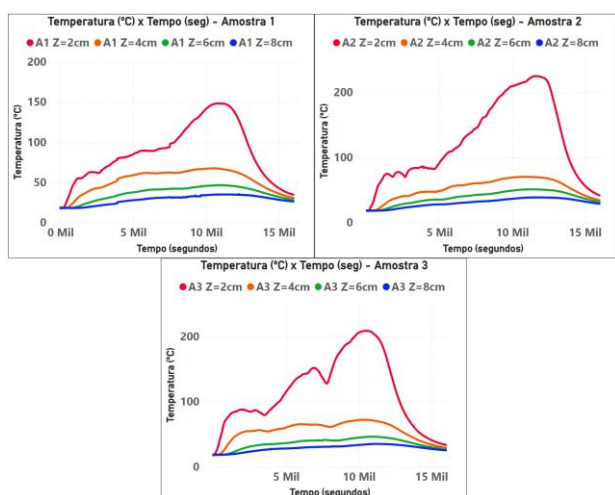 Temperatura (°C) x Tempo (seg) - Amostra 1
A1 Z=2cm A1 Z=4cm A1 Z=6cm A1 Z=8cm
200
150
100
50
0
Temperatura (°C)
0 Mil 5 Mil 10 Mil 15 Mil
Tempo (segundos)
Temperatura (°C) x Tempo (seg) - Amostra 2
A2 Z=2cm A2 Z=4cm A2 Z=6cm A2 Z=8cm
200
100
0
Temperatura (°C)
5 Mil 10 Mil 15 Mil
Tempo (segundos)
Temperatura (°C) x Tempo (seg) - Amostra 3
A3 Z=2cm A3 Z=4cm A3 Z=6cm A3 Z=8cm
200
100
0
Temperatura (°C)
5 Mil 10 Mil 15 Mil
Tempo (segundos)